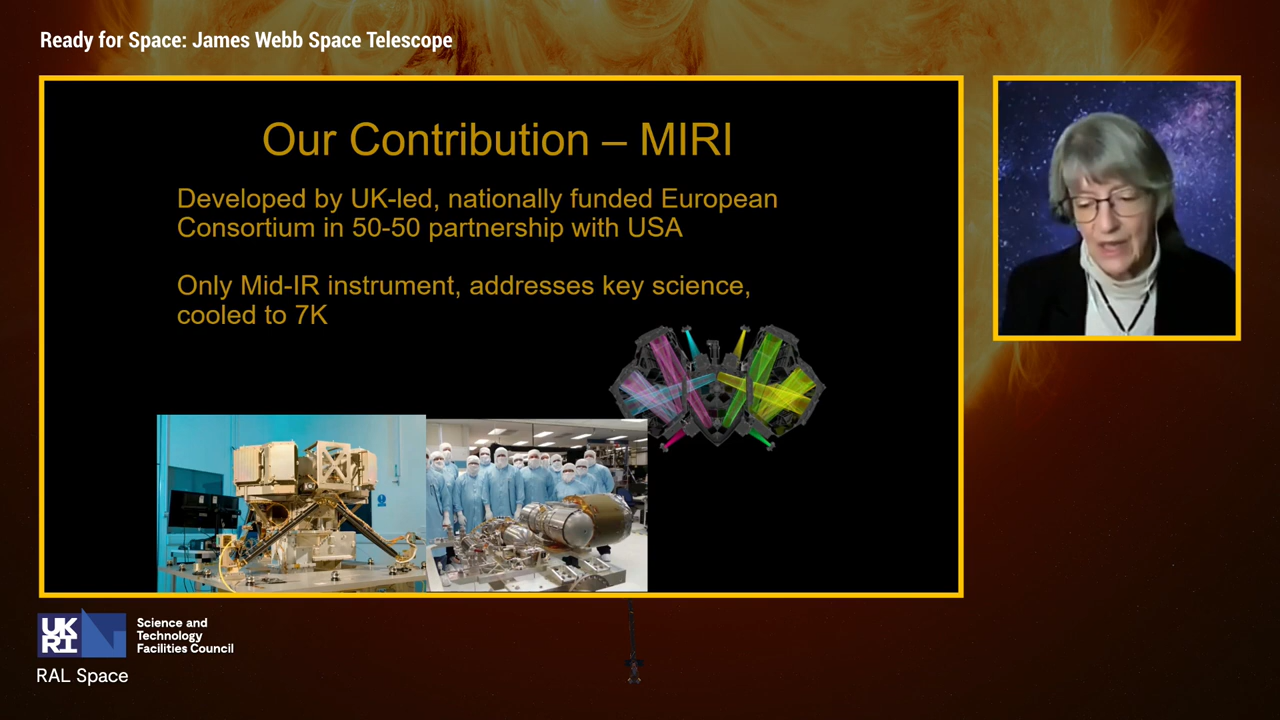 Ready for Space: James Webb Space Telescope
Our Contribution – MIRI
Developed by UK-led, nationally funded European
Consortium in 50-50 partnership with USA
Only Mid-IR instrument, addresses key science,
cooled to 7K
UK
RI
Science and
Technology
Facilities Council
RAL Space